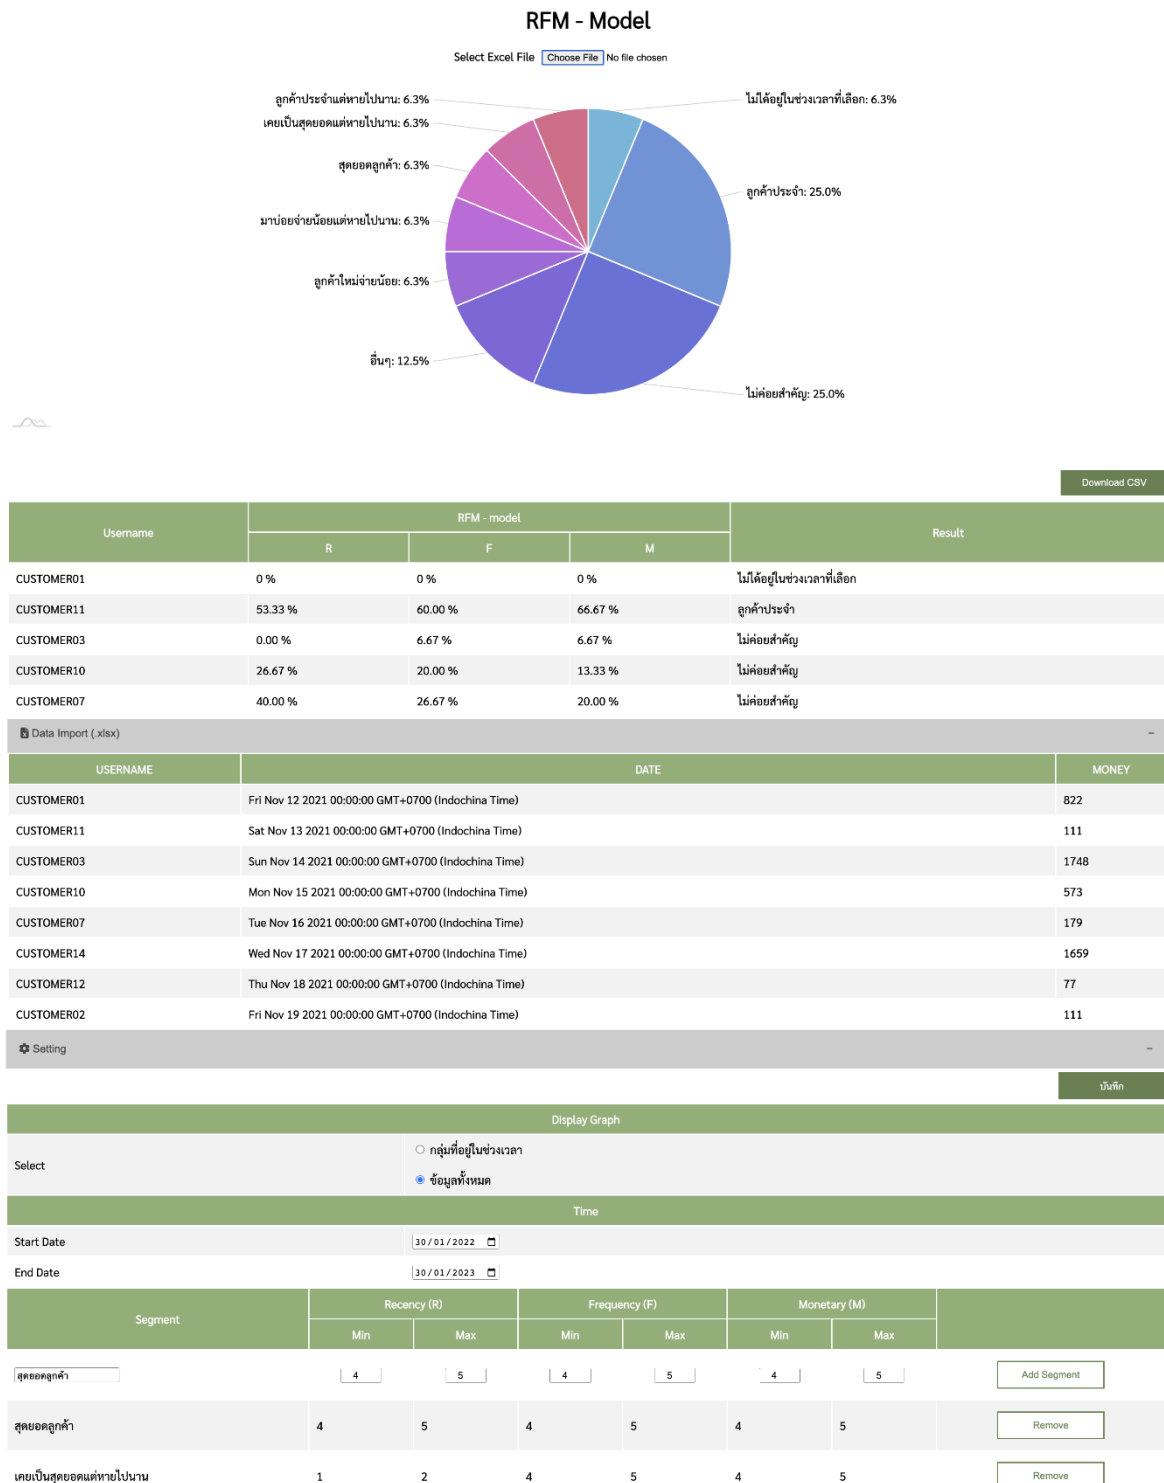 RFM - Model
Select Excel File Choose File No file chosen
ลูกค้าประจำแต่หายไปนาน: 6.3%
ไม่ได้อยู่ในช่วงเวลาที่เลือก: 6.3%
เคยเป็นสุดยอดแต่หายไปนาน: 6.3%
สุดยอดลูกค้า: 6.3%
ลูกค้าประจำ: 25.0%
มาบ่อยจ่ายน้อยแต่หายไปนาน: 6.3%
ลูกค้าใหม่จ่ายน้อย: 6.3%
อื่นๆ: 12.5%
ไม่ค่อยสำคัญ: 25.0%
Download CSV
Username RFM - model Result
R F M
CUSTOMER01 0 % 0 % 0 % ไม่ได้อยู่ในช่วงเวลาที่เลือก
CUSTOMER11 53.33 % 60.00 % 66.67 % ลูกค้าประจำ
CUSTOMER03 0.00 % 6.67 % 6.67 % ไม่ค่อยสำคัญ
CUSTOMER10 26.67 % 20.00 % 13.33 % ไม่ค่อยสำคัญ
CUSTOMER07 40.00 % 26.67 % 20.00 % ไม่ค่อยสำคัญ
Data Import (.xlsx) −
USERNAME DATE MONEY
CUSTOMER01 Fri Nov 12 2021 00:00:00 GMT+0700 (Indochina Time) 822
CUSTOMER11 Sat Nov 13 2021 00:00:00 GMT+0700 (Indochina Time) 111
CUSTOMER03 Sun Nov 14 2021 00:00:00 GMT+0700 (Indochina Time) 1748
CUSTOMER10 Mon Nov 15 2021 00:00:00 GMT+0700 (Indochina Time) 573
CUSTOMER07 Tue Nov 16 2021 00:00:00 GMT+0700 (Indochina Time) 179
CUSTOMER14 Wed Nov 17 2021 00:00:00 GMT+0700 (Indochina Time) 1659
CUSTOMER12 Thu Nov 18 2021 00:00:00 GMT+0700 (Indochina Time) 77
CUSTOMER02 Fri Nov 19 2021 00:00:00 GMT+0700 (Indochina Time) 111
Setting −
บันทึก
Display Graph
Select
กลุ่มที่อยู่ในช่วงเวลา
ข้อมูลทั้งหมด
Time
Start Date 30/01/2022
End Date 30/01/2023
Segment Recency (R) Frequency (F) Monetary (M)
Min Max Min Max Min Max
สุดยอดลูกค้า 4 5 4 5 4 5 Add Segment
สุดยอดลูกค้า 4 5 4 5 4 5 Remove
เคยเป็นสุดยอดแต่หายไปนาน 1 2 4 5 4 5 Remove